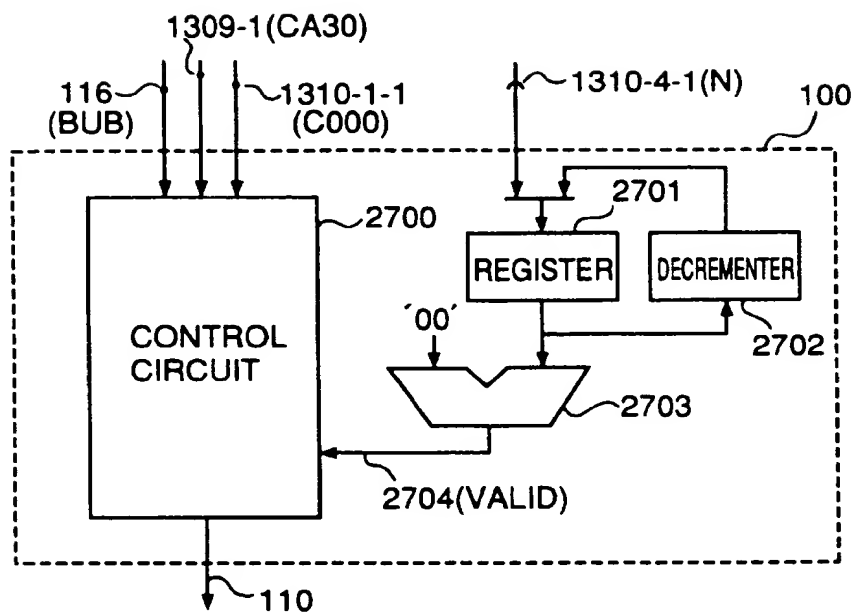 1309-1(CA30)
116
(BUB)
1310-1-1
(C000)
1310-4-1(N)
100
2700
2701
REGISTER
DECREMENTER
2702
'00'
CONTROL
CIRCUIT
2703
2704(VALID)
110